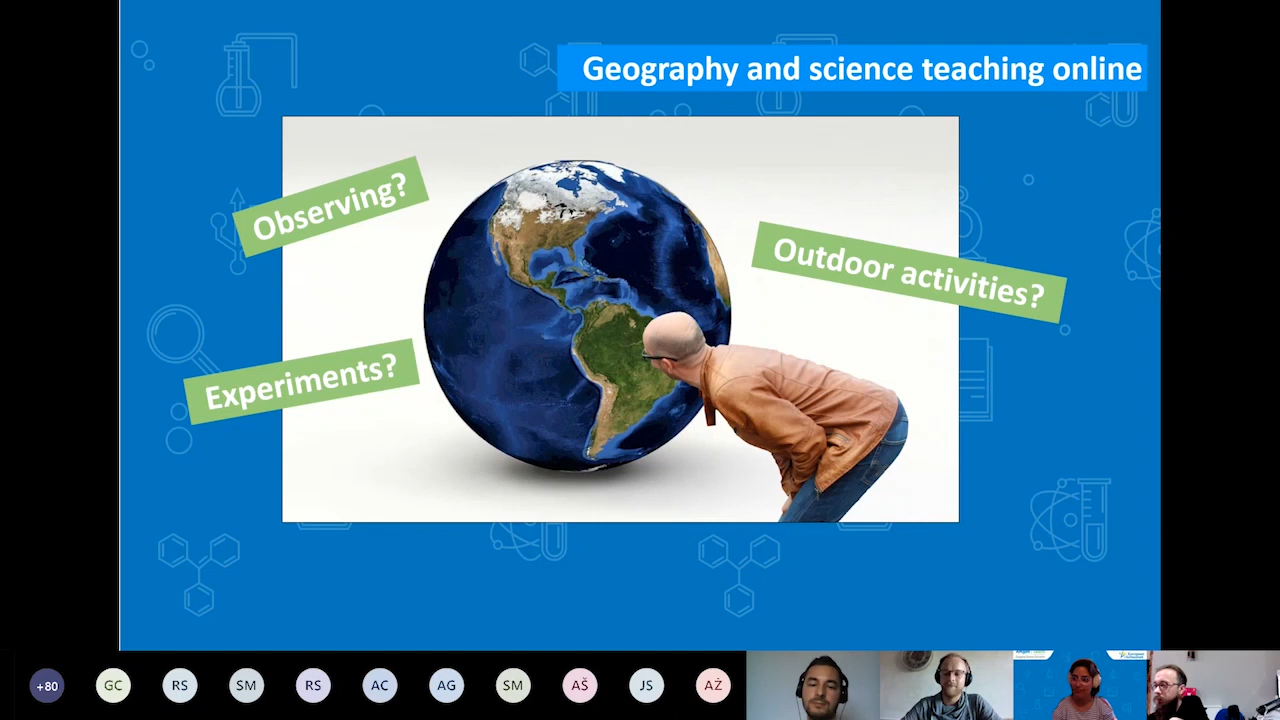 Geography and science teaching online
Observing?
Outdoor activities?
Experiments?
+80
GC
RS
SM
RS
AC
AG
SM
AŠ
JS
AŽ